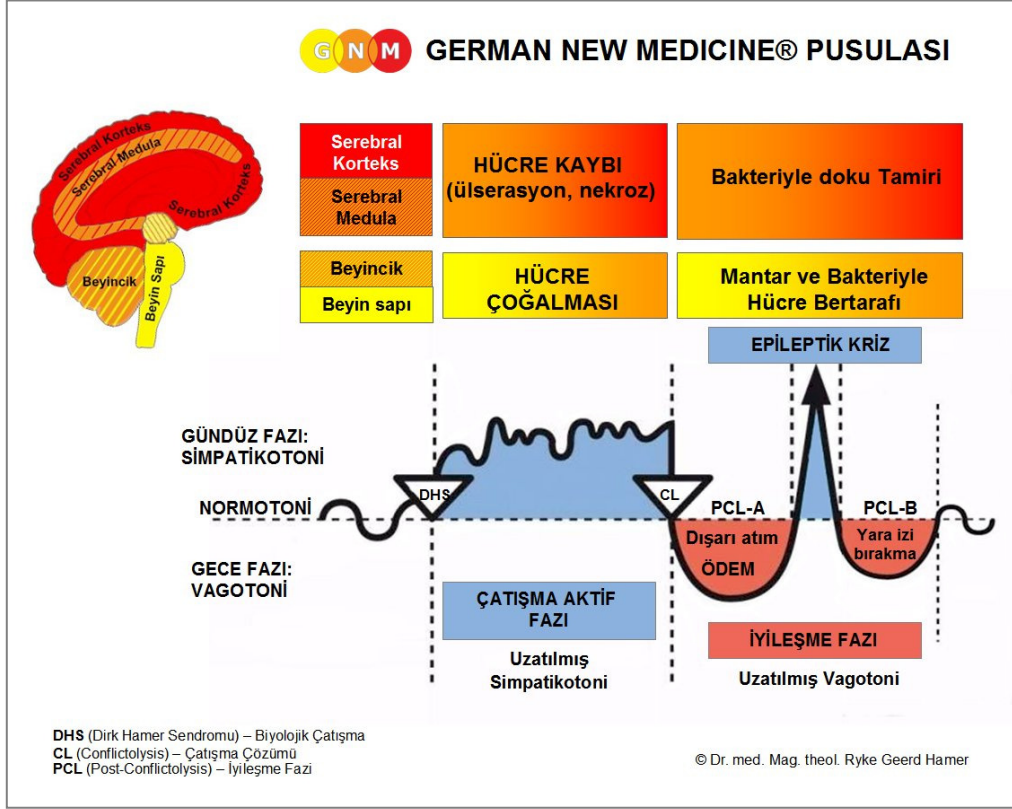 GNM GERMAN NEW MEDICINE® PUSULASI
Serebral Korteks
Serebral Medula
Serebral Korteks
Beyincik
Beyin Sapı
Serebral
Korteks
Serebral
Medula
HÜCRE KAYBI
(ülserasyon, nekroz)
Bakteriyle doku Tamiri
Beyincik
Beyin sapı
HÜCRE
ÇOĞALMASI
Mantar ve Bakteriyle
Hücre Bertarafı
EPİLEPTİK KRİZ
GÜNDÜZ FAZI:
SİMPATİKOTONİ
NORMOTONİ
GECE FAZI:
VAGOTONİ
DHS
CL
PCL-A
PCL-B
Dışarı atım
ÖDEM
Yara izi
bırakma
ÇATIŞMA AKTİF
FAZI
İYİLEŞME FAZI
Uzatılmış
Simpatikotoni
Uzatılmış Vagotoni
DHS (Dirk Hamer Sendromu) – Biyolojik Çatışma
CL (Conflictolysis) – Çatışma Çözümü
PCL (Post-Conflictolysis) – İyileşme Fazi
© Dr. med. Mag. theol. Ryke Geerd Hamer